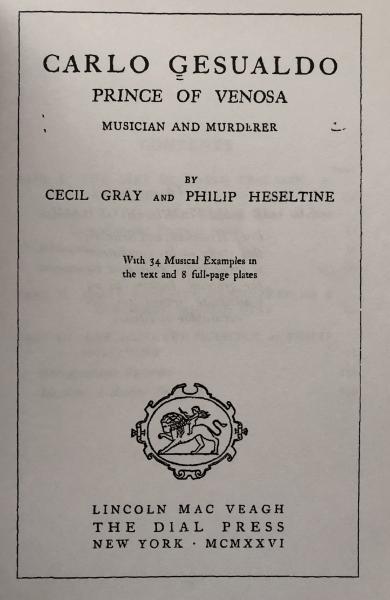 CARLO GESUALDO
PRINCE OF VENOSA
MUSICIAN AND MURDERER
BY
CECIL GRAY AND PHILIP HESELTINE
With 34 Musical Examples in
the text and 8 full-page plates
LINCOLN MAC VEAGH
THE DIAL PRESS
NEW YORK · MCMXXVI